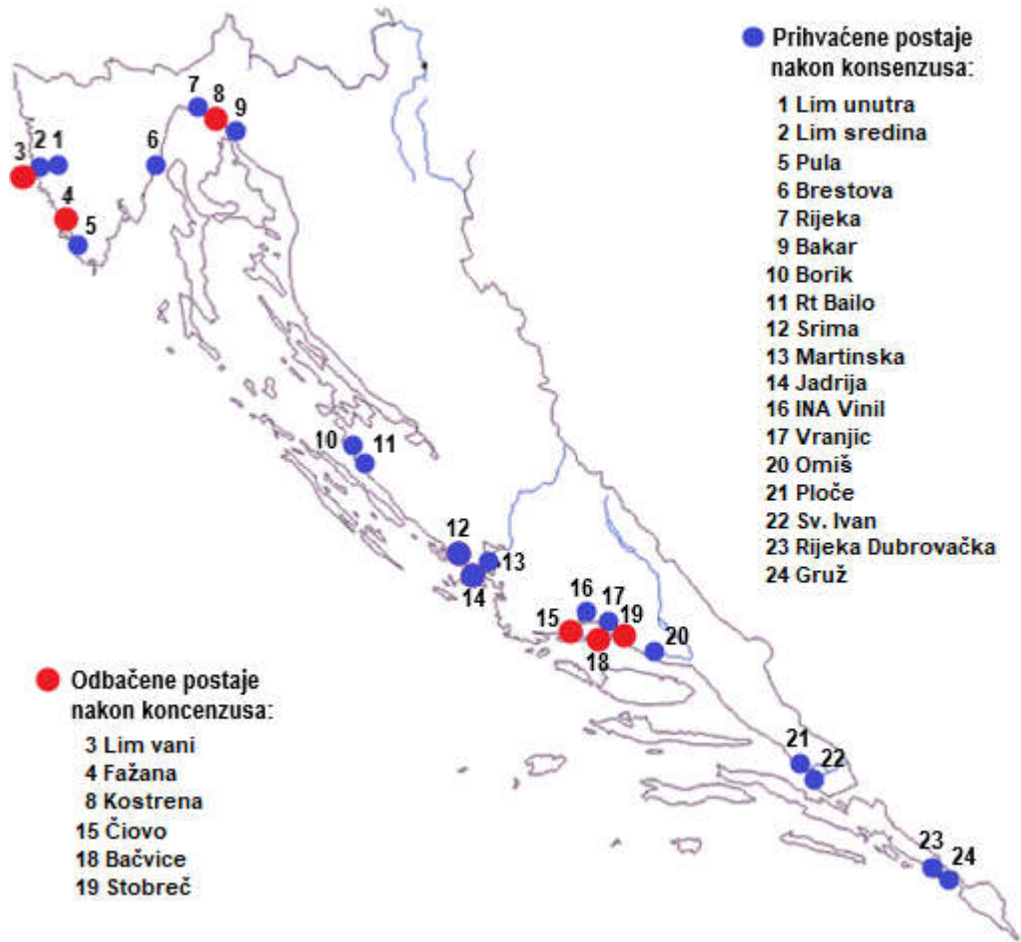 Prihvaćene postaje
nakon konsenzusa:
1 Lim unutra
2 Lim sredina
5 Pula
6 Brestova
7 Rijeka
9 Bakar
10 Borik
11 Rt Bailo
12 Srima
13 Martinska
14 Jadrija
16 INA Vinil
17 Vranjic
20 Omiš
21 Ploče
22 Sv. Ivan
23 Rijeka Dubrovačka
24 Gruž
7
8
9
3
2
1
6
4
5
10
11
12
13
14
16
17
15
19
18
20
21
22
23
24
Odbačene postaje
nakon koncenzusa:
3 Lim vani
4 Fažana
8 Kostrena
15 Čiovo
18 Bačvice
19 Stobreč